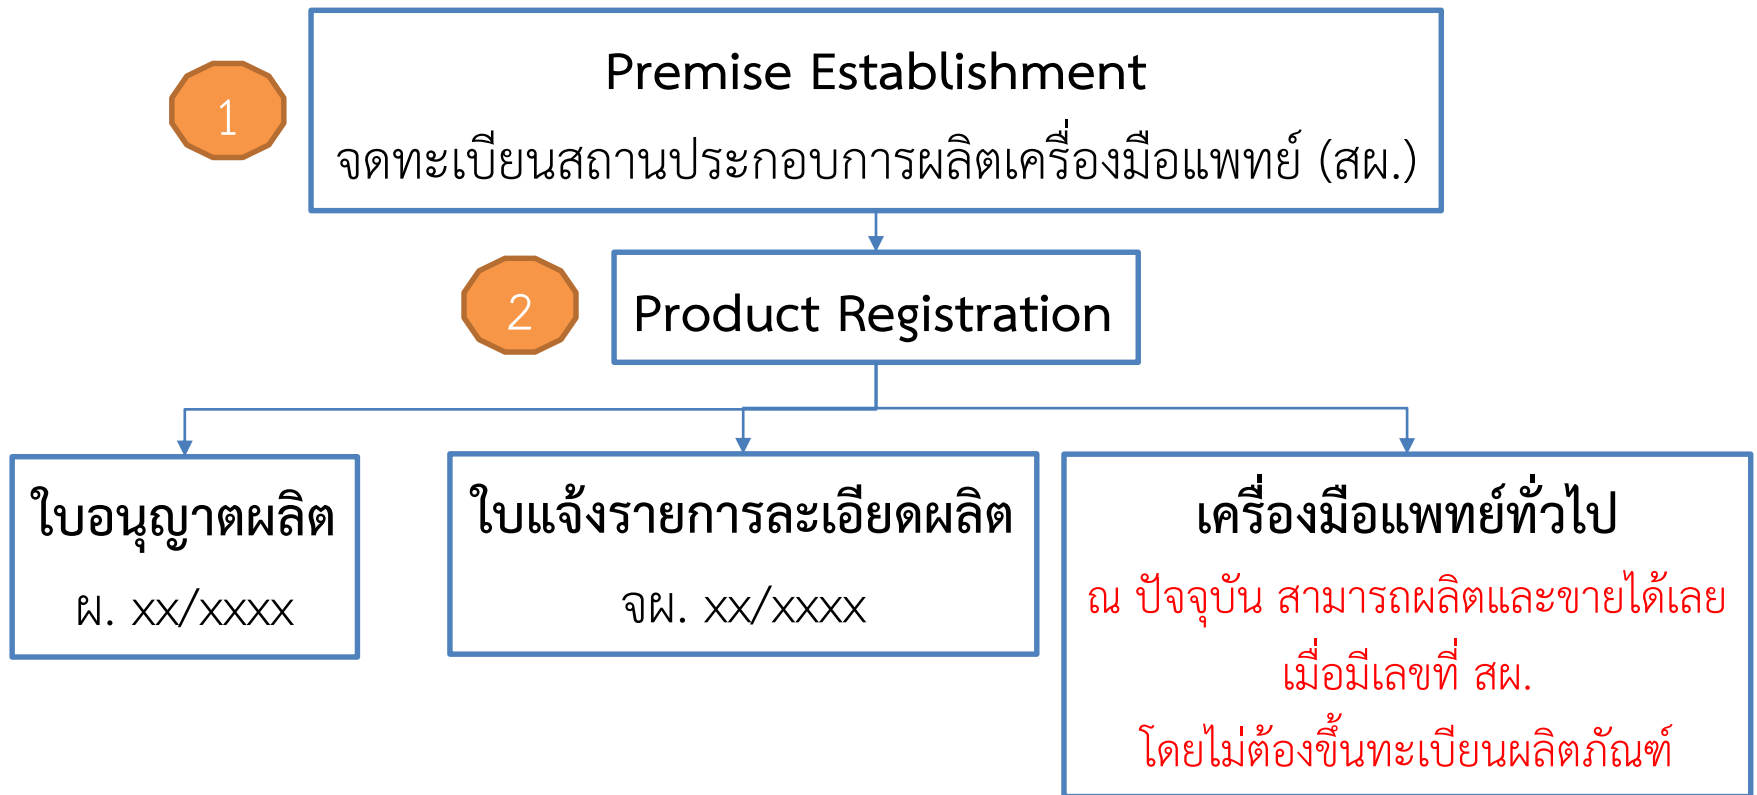 1
Premise Establishment
จดทะเบียนสถานประกอบการผลิตเครื่องมือแพทย์ (สผ.)
2
Product Registration
ใบอนุญาตผลิต
ผ. xx/xxxx
ใบแจ้งรายการละเอียดผลิต
จผ. xx/xxxx
เครื่องมือแพทย์ทั่วไป
ณ ปัจจุบัน สามารถผลิตและขายได้เลย
เมื่อมีเลขที่ สผ.
โดยไม่ต้องขึ้นทะเบียนผลิตภัณฑ์